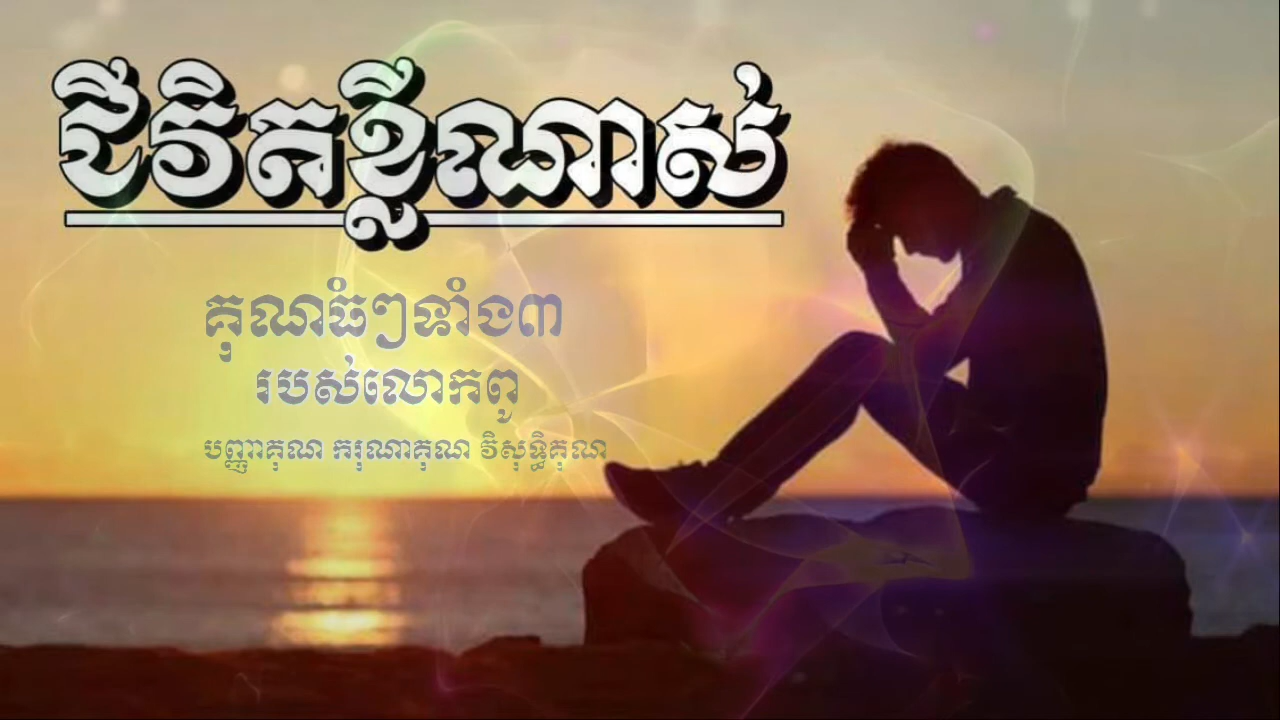 ជីវិតខ្លីណាស់
គុណធំៗទាំង៣
របស់លោកពូ
បញ្ញាគុណ ករុណាគុណ វិសុទ្ធិគុណ